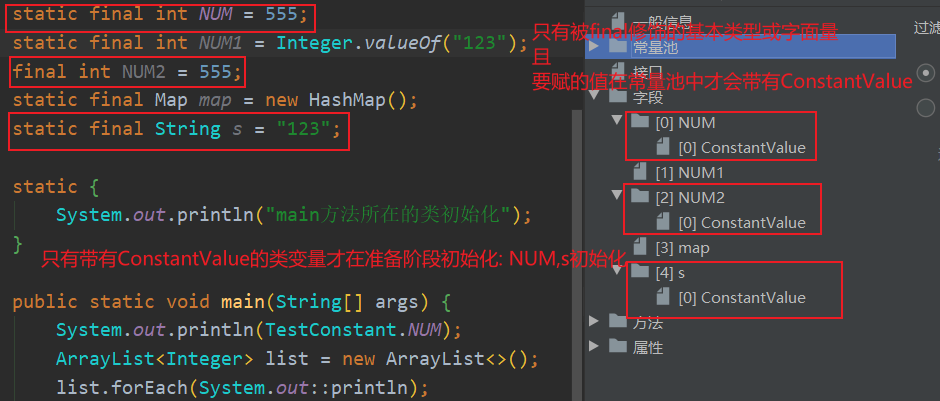 static final int NUM = 555;
static final int NUM1 = Integer.valueOf("123");
final int NUM2 = 555;
static final Map map = new HashMap();
static final String s = "123";
static {
System.out.println("main方法所在的类初始化");
}
只有带有ConstantValue的类变量才在准备阶段初始化: NUM,s初始化
public static void main(String[] args) {
System.out.println(TestConstant.NUM);
ArrayList<Integer> list = new ArrayList<>();
list.forEach(System.out::println);
只有被final修饰的基本类型或字面量
且
要赋的值在常量池中才会带有ConstantValue
一般信息
常量池
接口
字段
[0] NUM
[0] ConstantValue
[1] NUM1
[2] NUM2
[0] ConstantValue
[3] map
[4] s
[0] ConstantValue
方法
属性
过滤